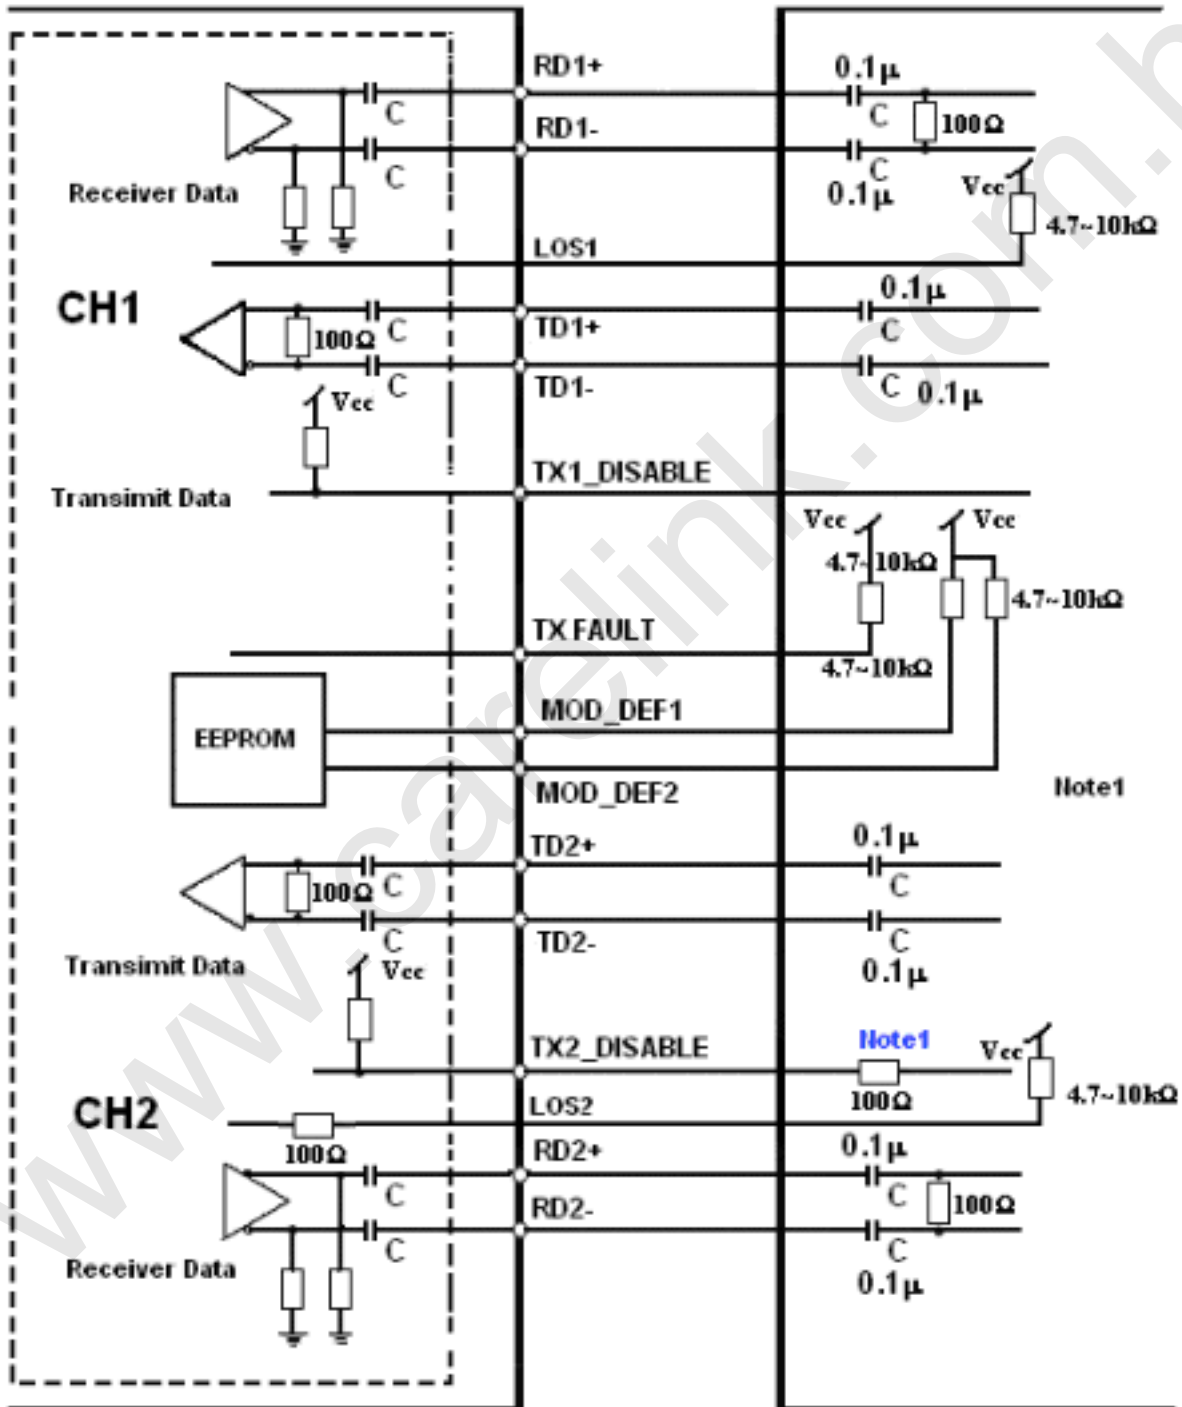 RD1+
0.1μ
C
C
100Ω
RD1-
C
C
Receiver Data
0.1μ
Vcc
4.7~10kΩ
LOS1
CH1
0.1μ
100Ω
C
TD1+
C
C
TD1-
C
0.1μ
Vcc
TX1_DISABLE
Transimit Data
Vcc
Vcc
4.7~10kΩ
4.7~10kΩ
TX FAULT
4.7~10kΩ
MOD_DEF1
EEPROM
MOD_DEF2
Note1
TD2+
0.1μ
100Ω
C
C
C
TD2-
C
Transimit Data
Vcc
0.1μ
TX2_DISABLE
Note1
Vcc
100Ω
4.7~10kΩ
CH2
LOS2
100Ω
RD2+
0.1μ
C
C
100Ω
RD2-
C
C
Receiver Data
0.1μ
www.carelink.com.h